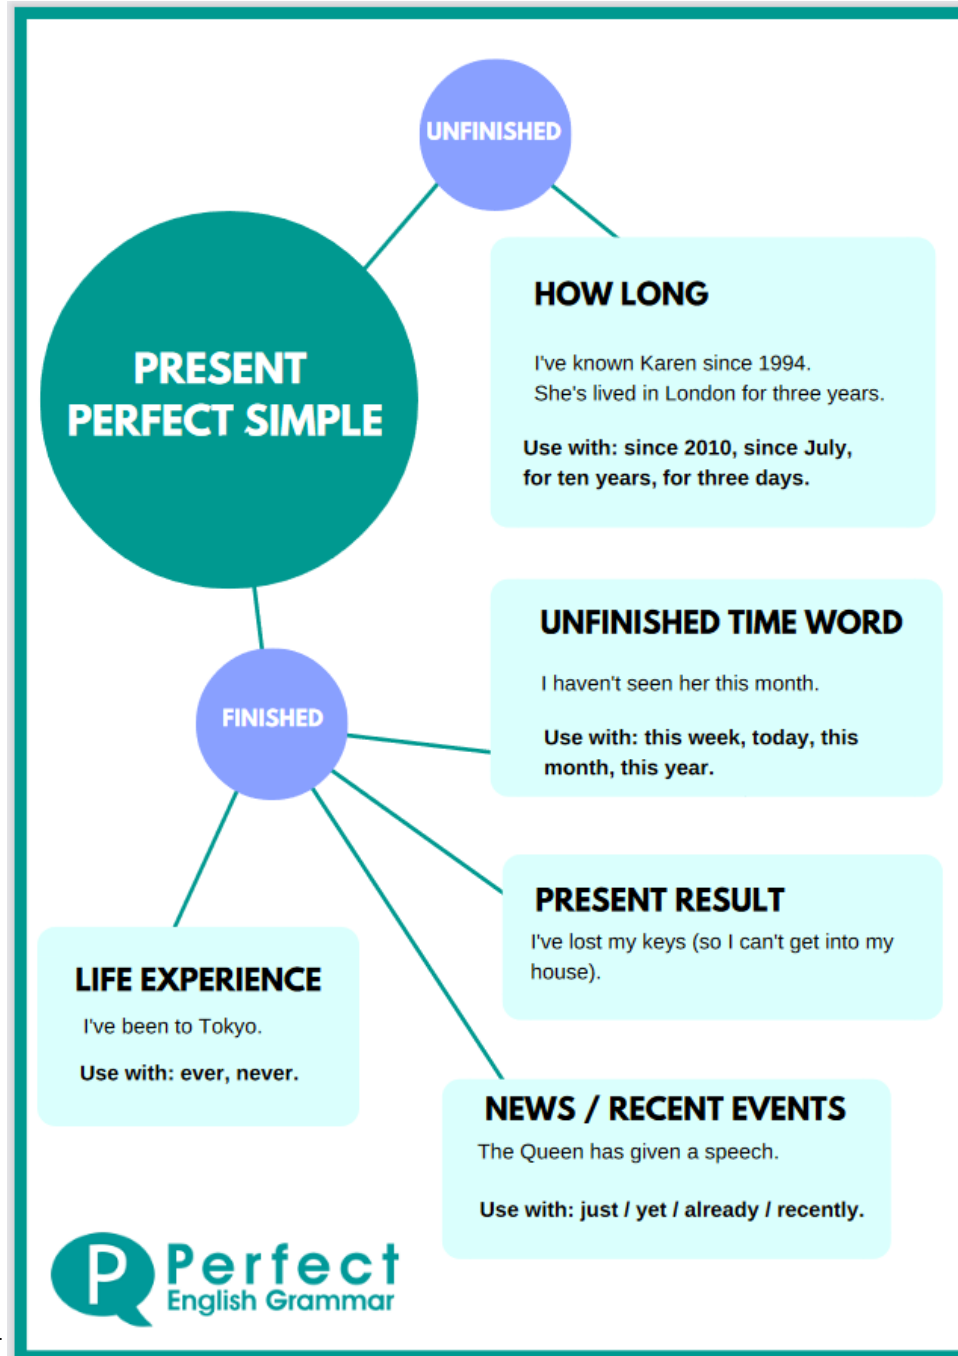 UNFINISHED
HOW LONG
I've known Karen since 1994.
She's lived in London for three years.
Use with: since 2010, since July,
for ten years, for three days.
PRESENT
PERFECT SIMPLE
UNFINISHED TIME WORD
I haven't seen her this month.
Use with: this week, today, this
month, this year.
FINISHED
PRESENT RESULT
I've lost my keys (so I can't get into my
house).
LIFE EXPERIENCE
I've been to Tokyo.
Use with: ever, never.
NEWS / RECENT EVENTS
The Queen has given a speech.
Use with: just / yet / already / recently.
P
Perfect
English Grammar